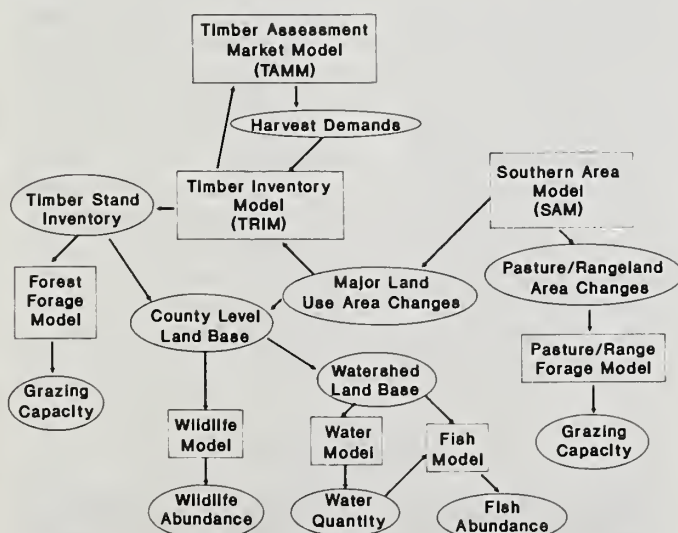 Timber Assessment
Market Model
(TAMM)
Harvest Demands
Timber Stand
Inventory
Timber Inventory
Model
(TRIM)
Southern Area
Model
(SAM)
Forest
Forage
Model
County Level
Land Base
Major Land
Use Area Changes
Pasture/Rangeland
Area Changes
Grazing
Capacity
Watershed
Land Base
Pasture/Range
Forage Model
Wildlife
Model
Water
Model
Fish
Model
Grazing
Capacity
Wildlife
Abundance
Water
Quantity
Fish
Abundance